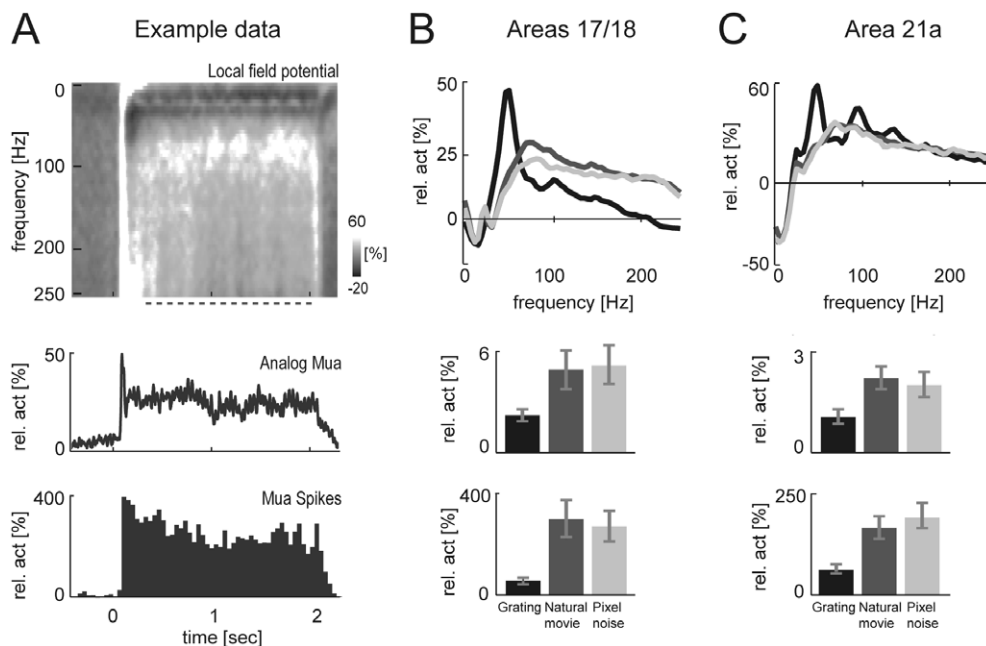 A
Example data
Local field potential
0
100
200
250
frequency [Hz]
60
[%]
-20
Analog Mua
50
0
rel. act [%]
Mua Spikes
400
0
rel. act [%]
0
1
2
time [sec]
B
Areas 17/18
50
25
0
rel. act [%]
0
100
200
frequency [Hz]
6
0
rel. act [%]
400
0
rel. act [%]
Grating
Natural movie
Pixel noise
C
Area 21a
60
0
-50
rel. act [%]
0
100
200
frequency [Hz]
3
0
rel. act [%]
250
0
rel. act [%]
Grating
Natural movie
Pixel noise